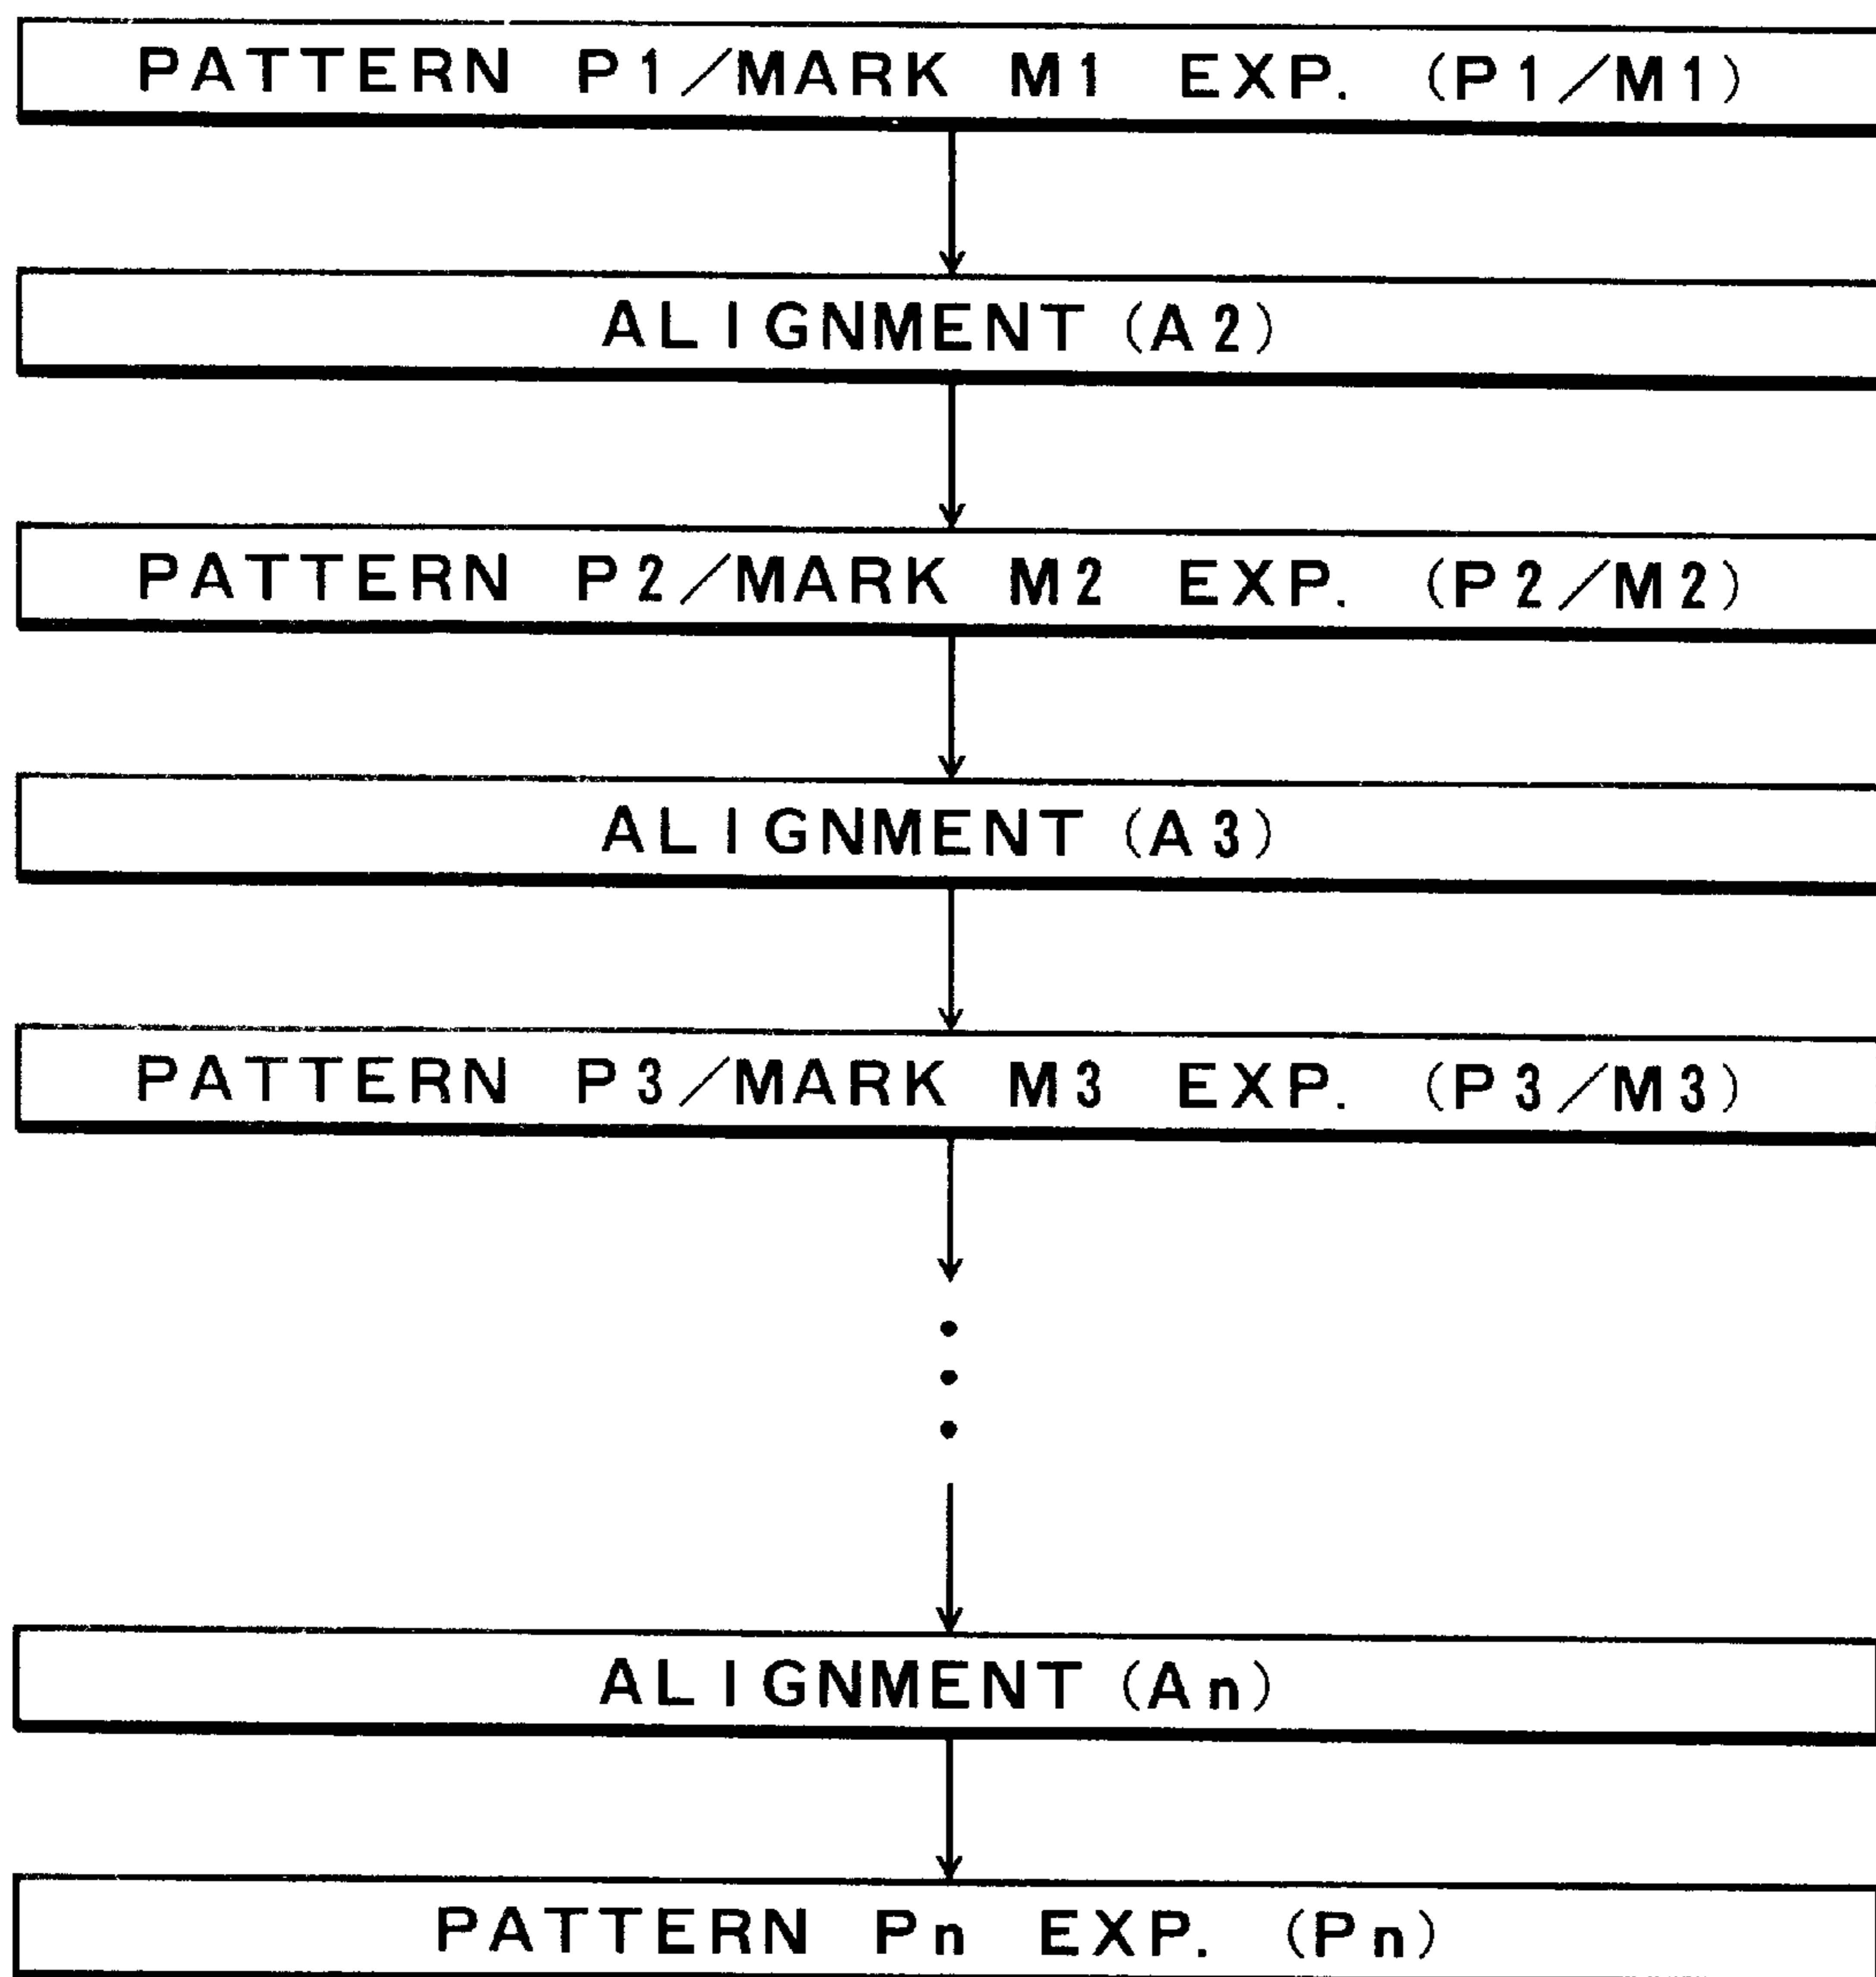 PATTERN P1/MARK M1 EXP. (P1/M1)
ALIGNMENT (A2)
PATTERN P2/MARK M2 EXP. (P2/M2)
ALIGNMENT (A3)
PATTERN P3/MARK M3 EXP. (P3/M3)
ALIGNMENT (An)
PATTERN Pn EXP. (Pn)